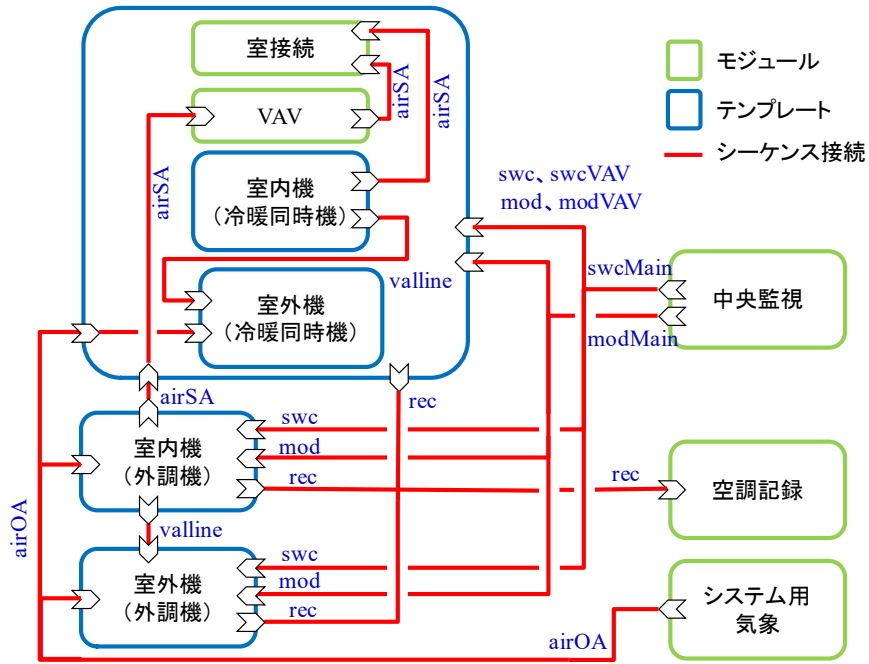 室接続
VAV
airSA
airSA
airSA
室内機
(冷暖同時機)
valline
室外機
(冷暖同時機)
モジュール
テンプレート
シーケンス接続
swc、swcVAV
mod、modVAV
swcMain
中央監視
modMain
airSA
rec
室内機
(外調機)
swc
mod
rec
rec
空調記録
airOA
valline
室外機
(外調機)
swc
mod
rec
システム用
気象
airOA